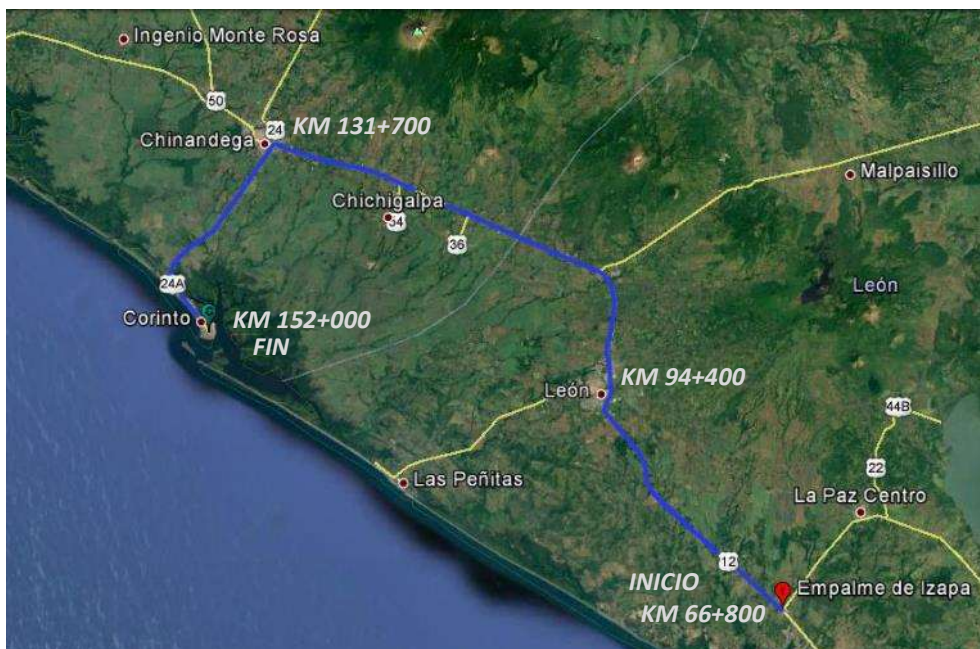 Ingenio Monte Rosa
50
24
KM 131+700
Chinandega
Malpaisillo
Chichigalpa
54
36
24A
León
Corinto
KM 152+000
FIN
León
KM 94+400
44B
22
Las Peñitas
La Paz Centro
12
INICIO
Empalme de Izapa
KM 66+800